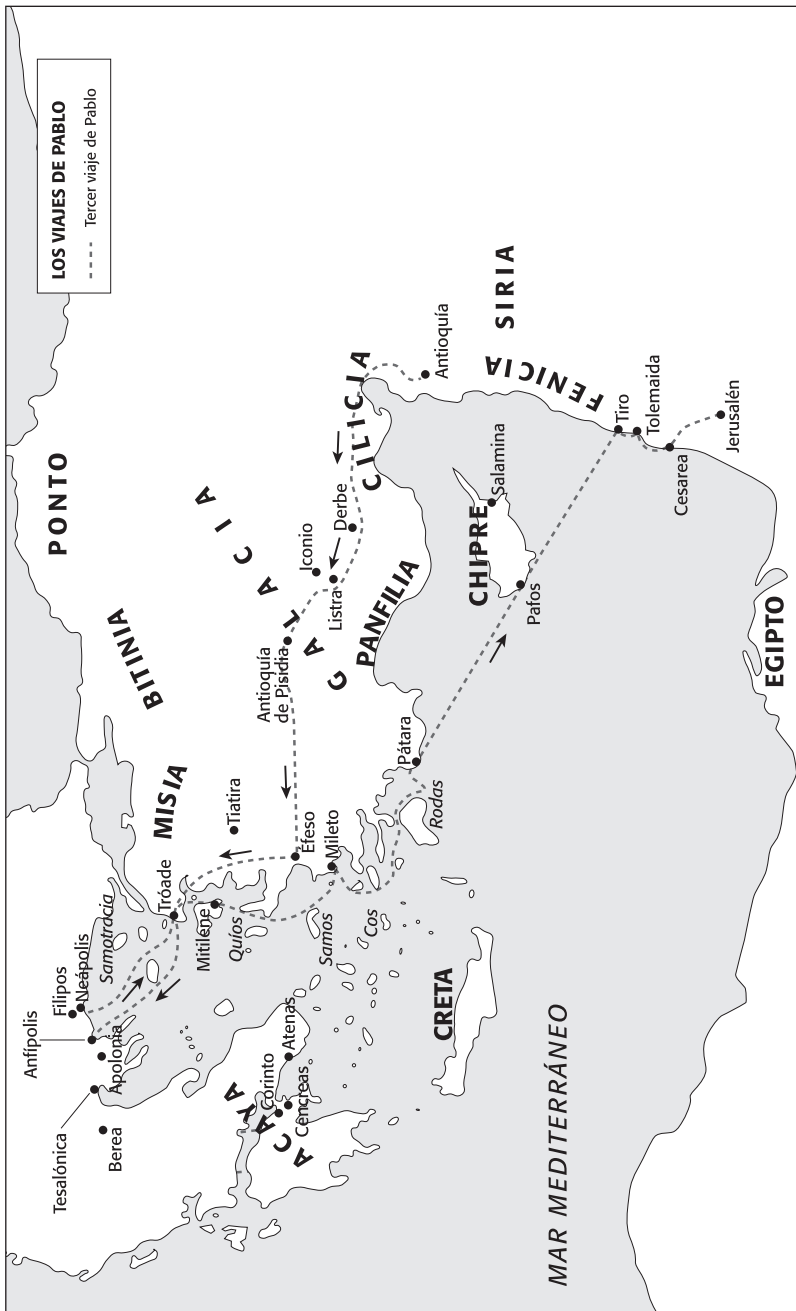 LOS VIAJES DE PABLO
Tercer viaje de Pablo
PONTO
BITINIA
MISIA
GALACIA
CILICIA
PANFILIA
SIRIA
FENICIA
CHIPRE
EGIPTO
CRETA
ACAYA
MAR MEDITERRÁNEO
Anfípolis
Filipos
Neápolis
Samotracia
Tesalónica
Apolonia
Berea
Tróade
Tiatira
Mitilene
Quíos
Antioquía
de Pisidia
Iconio
Listra
Derbe
Antioquía
Efeso
Mileto
Samos
Cos
Atenas
Corinto
Cencreas
Pátara
Rodas
Salamina
Pafos
Tiro
Tolemaida
Cesarea
Jerusalén